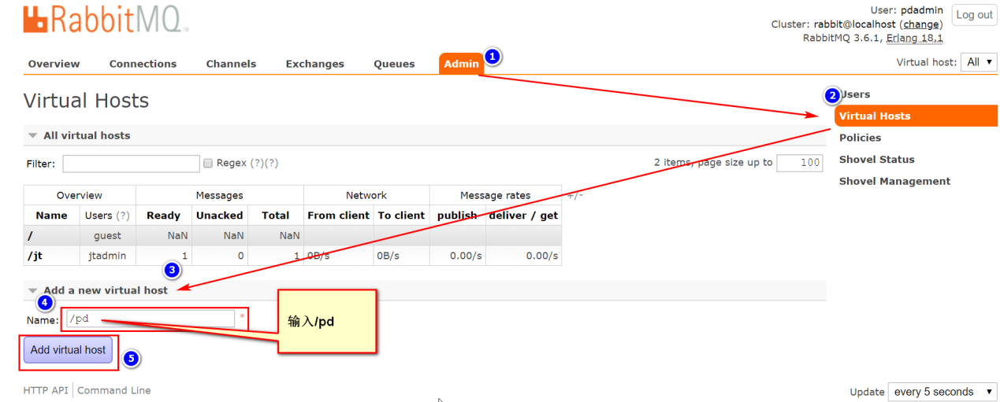 RabbitMQ
User: pdadmin
Log out
Cluster: rabbit@localhost (change)
RabbitMQ 3.6.1, Erlang 18.1
Overview Connections Channels Exchanges Queues Admin 1
Virtual host: All
Virtual Hosts
2 Users
Virtual Hosts
Policies
Shovel Status
Shovel Management
All virtual hosts
Filter: Regex (?)(?) 2 items, page size up to 100
Overview Messages Network Message rates +/-
Name Users (?) Ready Unacked Total From client To client publish deliver / get
/ guest NaN NaN NaN
/jt jtadmin 1 0 1 0B/s 0B/s 0.00/s 0.00/s
3
Add a new virtual host
4
Name: /pd *
输入/pd
Add virtual host 5
HTTP API Command Line
Update every 5 seconds